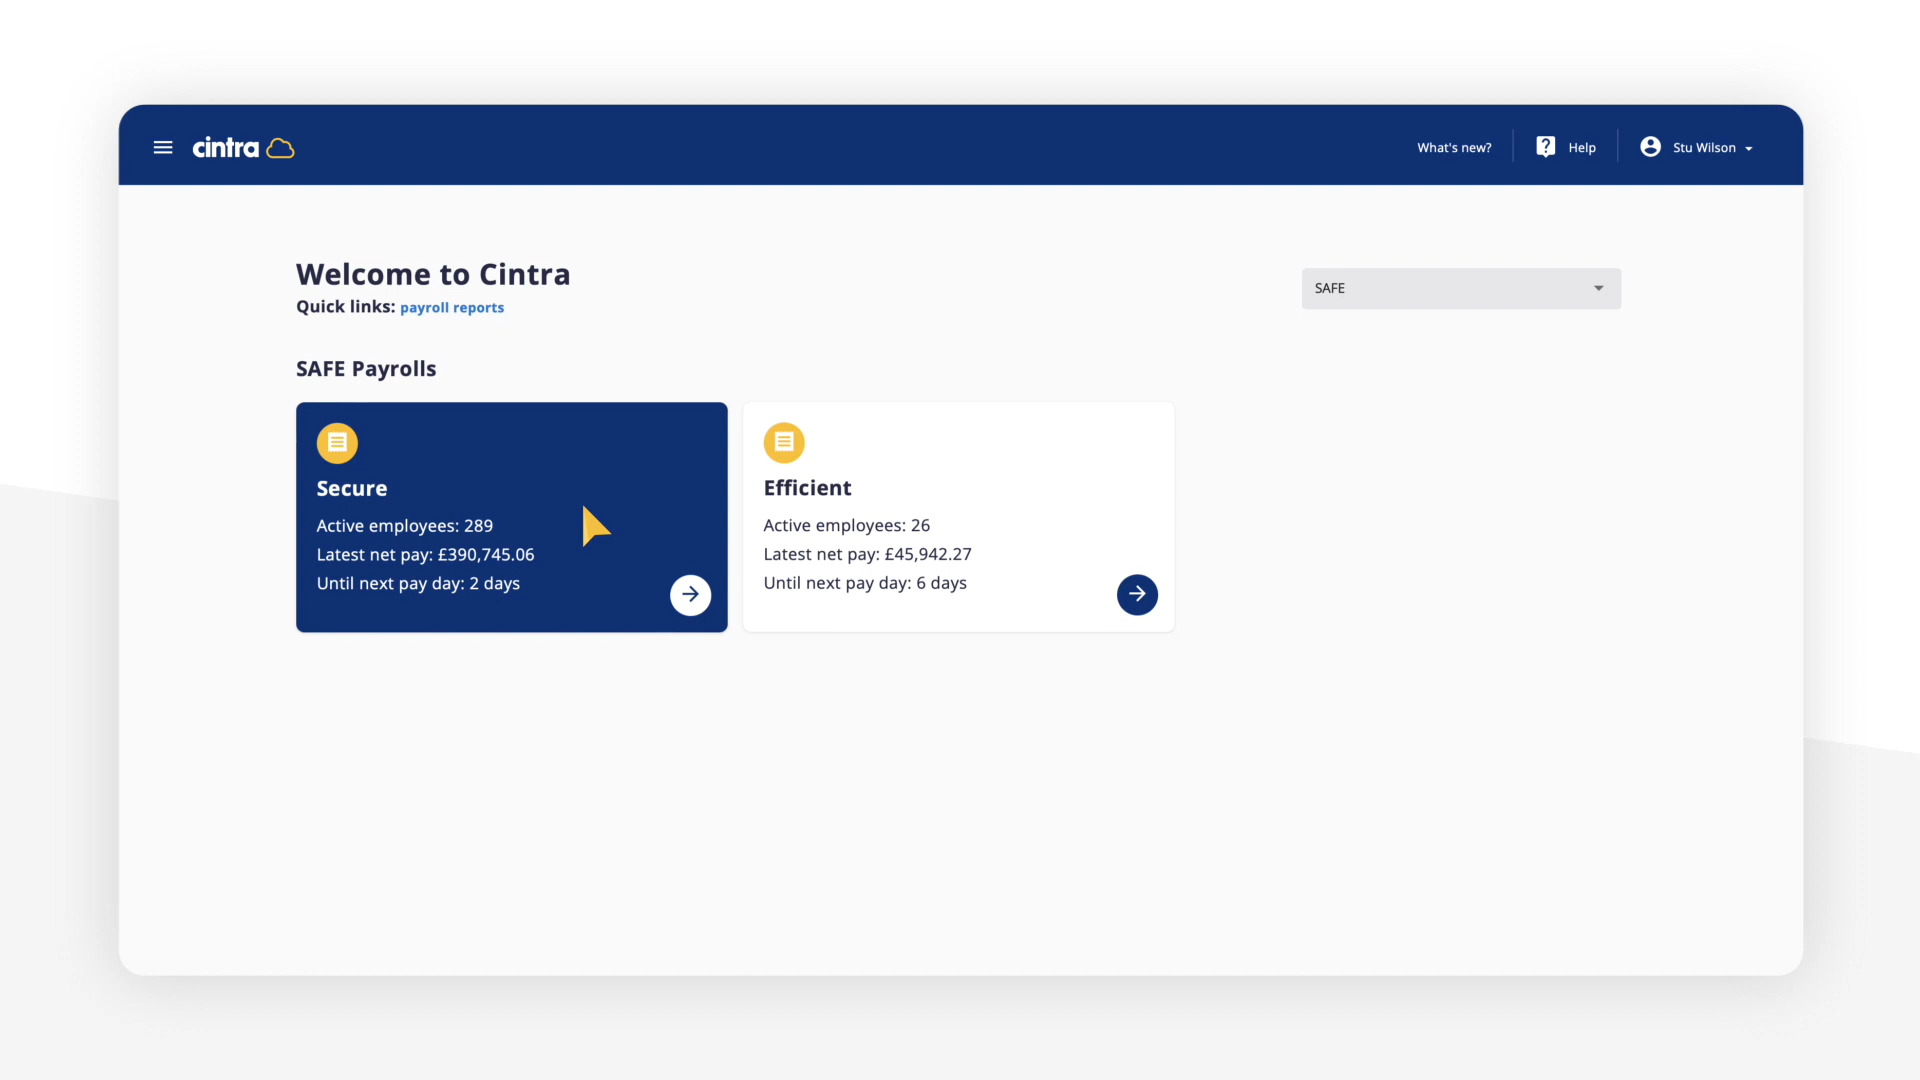 cintra
What's new?
Help
Stu Wilson
Welcome to Cintra
Quick links: payroll reports
SAFE
SAFE Payrolls
Secure
Active employees: 289
Latest net pay: £390,745.06
Until next pay day: 2 days
Efficient
Active employees: 26
Latest net pay: £45,942.27
Until next pay day: 6 days